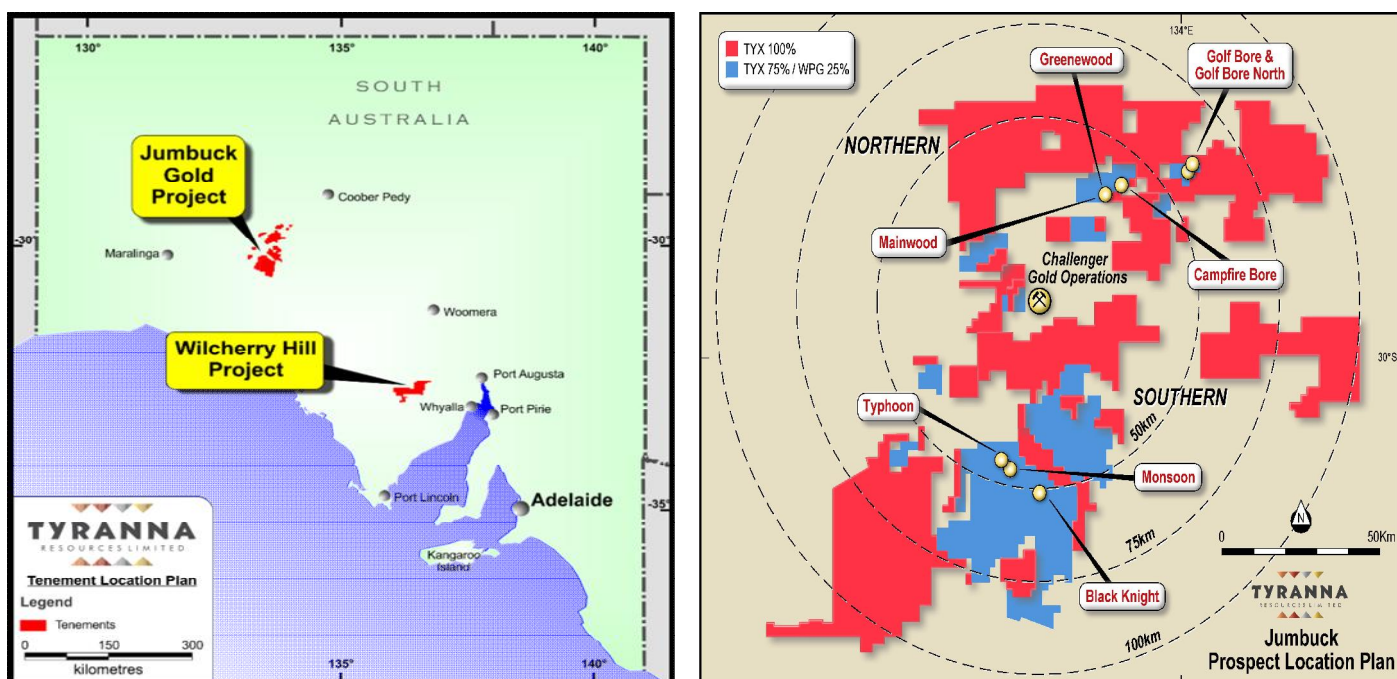 130°
135°
140°
SOUTH
AUSTRALIA
Jumbuck
Gold
Project
Coober Pedy
-30°
-30°
Maralinga
Woomera
Wilcherry Hill
Project
Port Augusta
Whyalla
Port Pirie
Port Lincoln
Adelaide
-35°
Kangaroo
Island
TYRANNA
RESOURCES LIMITED
Tenement Location Plan
Legend
Tenements
0 150 300
kilometres
135°
140°
134°E
TYX 100%
TYX 75% / WPG 25%
Greenewood
Golf Bore &
Golf Bore North
NORTHERN
Mainwood
Campfire Bore
Challenger
Gold Operations
30°S
SOUTHERN
Typhoon
50km
Monsoon
N
0 50Km
75km
Black Knight
TYRANNA
RESOURCES LIMITED
100km
Jumbuck
Prospect Location Plan